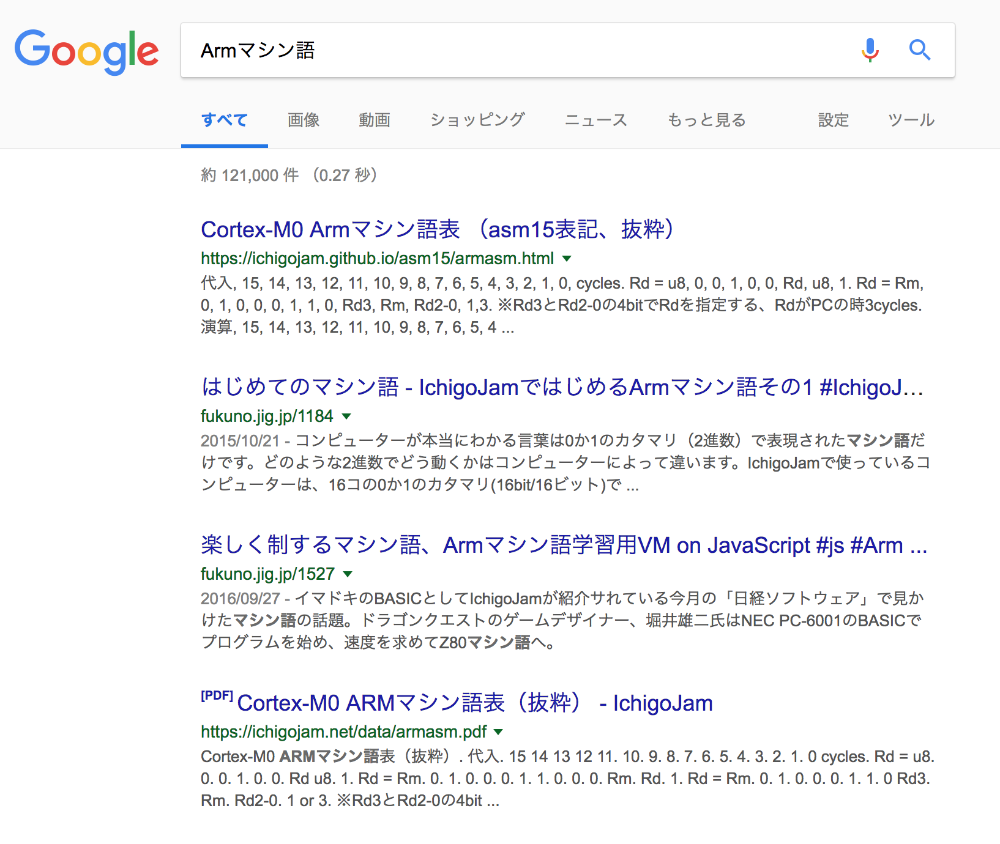 Google
Armマシン語
すべて 画像 動画 ショッピング ニュース もっと見る 設定 ツール
約 121,000 件 （0.27 秒）
Cortex-M0 Armマシン語表 （asm15表記、抜粋）
https://ichigojam.github.io/asm15/armasm.html
代入, 15, 14, 13, 12, 11, 10, 9, 8, 7, 6, 5, 4, 3, 2, 1, 0, cycles. Rd = u8, 0, 0, 1, 0, 0, Rd, u8, 1. Rd = Rm,
0, 1, 0, 0, 0, 1, 1, 0, Rd3, Rm, Rd2-0, 1,3. ※Rd3とRd2-0の4bitでRdを指定する、RdがPCの時3cycles.
演算, 15, 14, 13, 12, 11, 10, 9, 8, 7, 6, 5, 4 ...
はじめてのマシン語 - IchigoJamではじめるArmマシン語その1 #IchigoJ...
fukuno.jig.jp/1184
2015/10/21 - コンピューターが本当にわかる言葉は0か1のカタマリ（2進数）で表現されたマシン語だ
けです。どのような2進数でどう動くかはコンピューターによって違います。IchigoJamで使っているコ
ンピューターは、16コの0か1のカタマリ(16bit/16ビット)で ...
楽しく制するマシン語、Armマシン語学習用VM on JavaScript #js #Arm ...
fukuno.jig.jp/1527
2016/09/27 - イマドキのBASICとしてIchigoJamが紹介サれている今月の「日経ソフトウェア」で見か
けたマシン語の話題。ドラゴンクエストのゲームデザイナー、堀井雄二氏はNEC PC-6001のBASICで
プログラムを始め、速度を求めてZ80マシン語へ。
[PDF] Cortex-M0 ARMマシン語表（抜粋） - IchigoJam
https://ichigojam.net/data/armasm.pdf
Cortex-M0 ARMマシン語表（抜粋）. 代入. 15 14 13 12 11. 10. 9. 8. 7. 6. 5. 4. 3. 2. 1. 0 cycles. Rd = u8.
0. 0. 1. 0. 0. Rd u8. 1. Rd = Rm. 0. 1. 0. 0. 0. 1. 1. 0. 0. 0. Rm. Rd. 1. Rd = Rm. 0. 1. 0. 0. 0. 1. 1. 0 Rd3.
Rm. Rd2-0. 1 or 3. ※Rd3とRd2-0の4bit ...